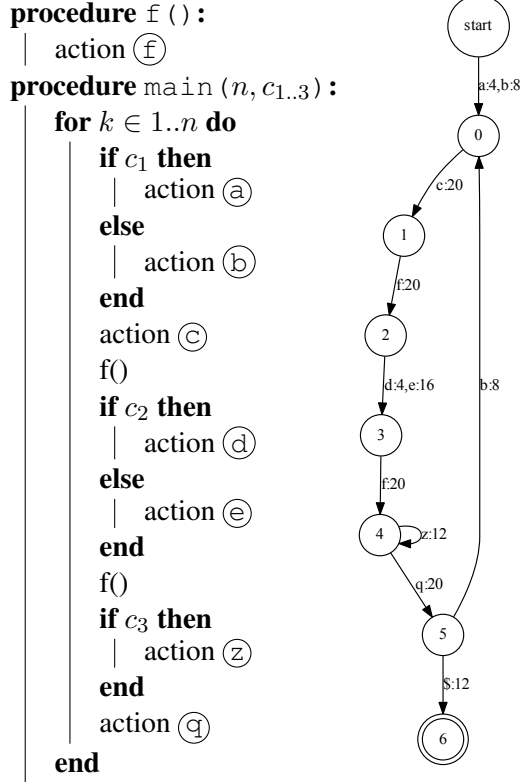 procedure f():
action f
procedure main(n, c₁..₃):
for k ∈ 1..n do
if c₁ then
action a
else
action b
end
action c
f()
if c₂ then
action d
else
action e
end
f()
if c₃ then
action z
end
action q
end
start
a:4,b:8
0
c:20
1
f:20
2
d:4,e:16
b:8
3
f:20
4
z:12
q:20
5
$:12
6